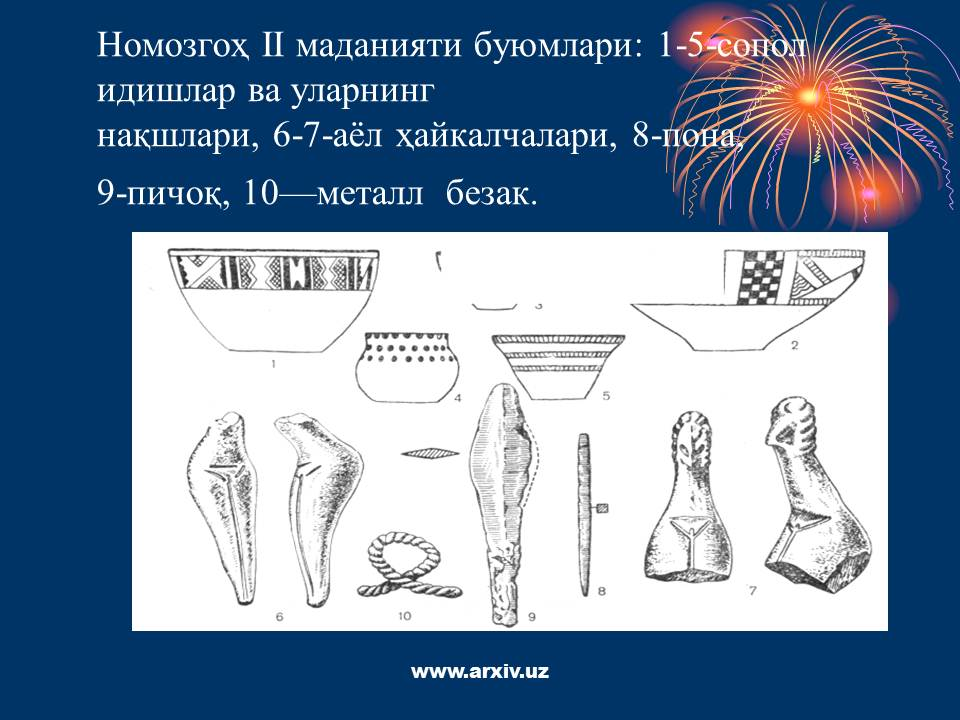 Номозгоҳ II маданияти буюмлари: 1-5-сопол
идишлар ва уларнинг
нақшлари, 6-7-аёл ҳайкалчалари, 8-пона,
9-пичоқ, 10—металл безак.
1
3
2
4
5
6
10
9
8
7
www.arxiv.uz